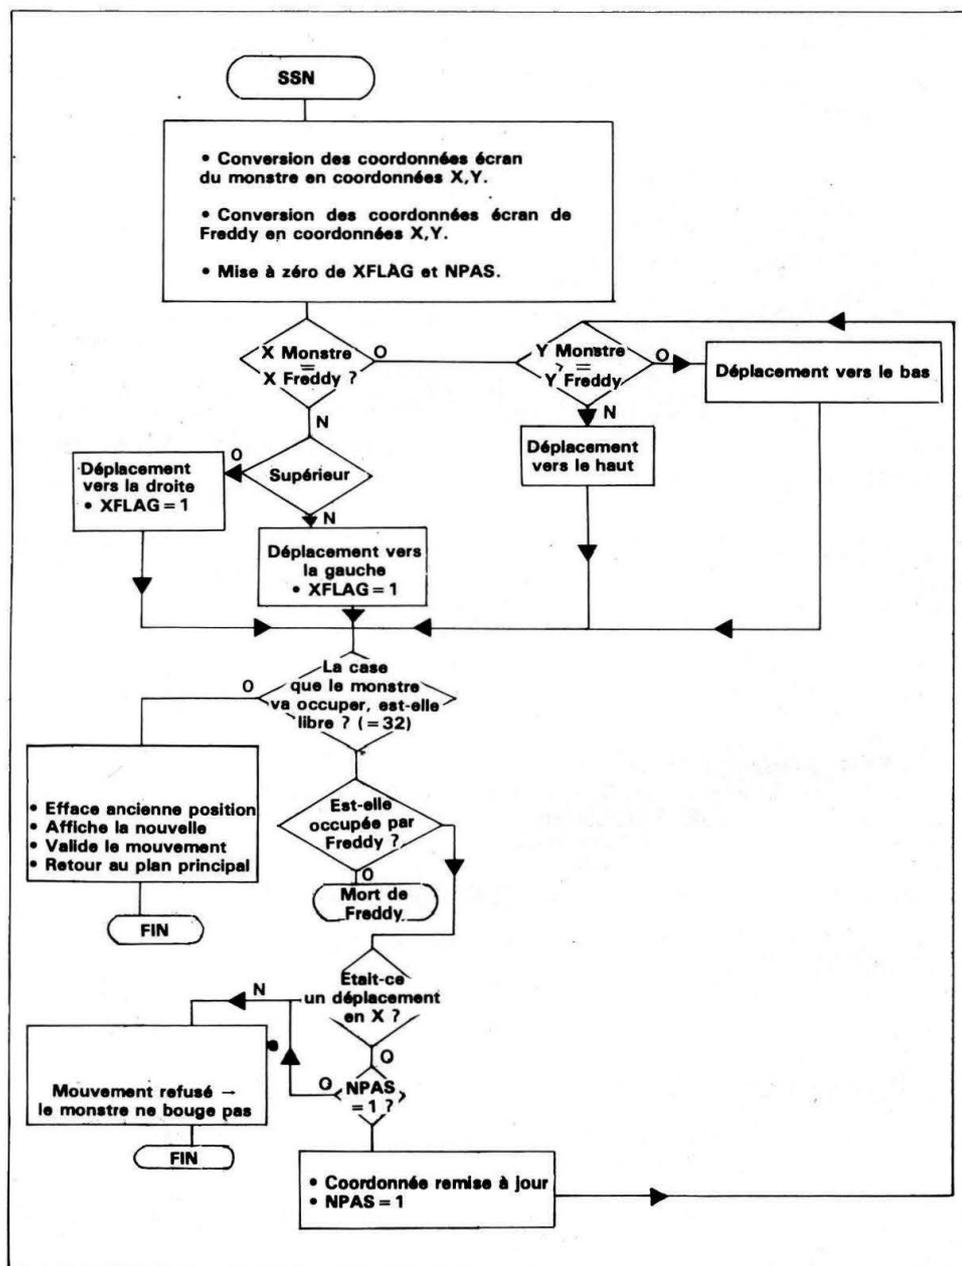 SSN
• Conversion des coordonnées écran
du monstre en coordonnées X,Y.
• Conversion des coordonnées écran de
Freddy en coordonnées X,Y.
• Mise à zéro de XFLAG et NPAS.
X Monstre
=
X Freddy ?
O
Y Monstre
=
Y Freddy
O
Déplacement vers le bas
N
N
Déplacement
vers le haut
O
Supérieur
Déplacement
vers la droite
• XFLAG = 1
N
Déplacement vers
la gauche
• XFLAG = 1
La case
que le monstre
va occuper, est-elle
libre ? (= 32)
O
• Efface ancienne position
• Affiche la nouvelle
• Valide le mouvement
• Retour au plan principal
FIN
Est-elle
occupée par
Freddy ?
O
Mort de
Freddy
Etait-ce
un déplacement
en X ?
N
O
Mouvement refusé –
le monstre ne bouge pas
FIN
O
NPAS
= 1 ?
• Coordonnée remise à jour
• NPAS = 1